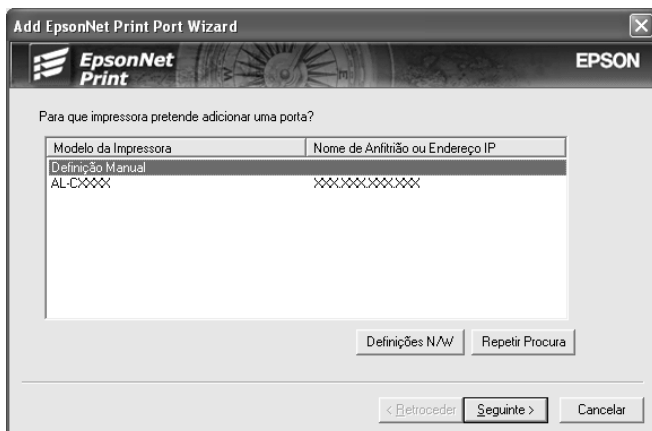 Add EpsonNet Print Port Wizard
EpsonNet
Print
EPSON
Para que impressora pretende adicionar uma porta?
Modelo da Impressora Nome de Anfitrião ou Endereço IP
Definição Manual
AL-CXXXX XXX.XXX.XXX.XXX
Definições N/W Repetir Procura
< Retroceder Seguinte > Cancelar